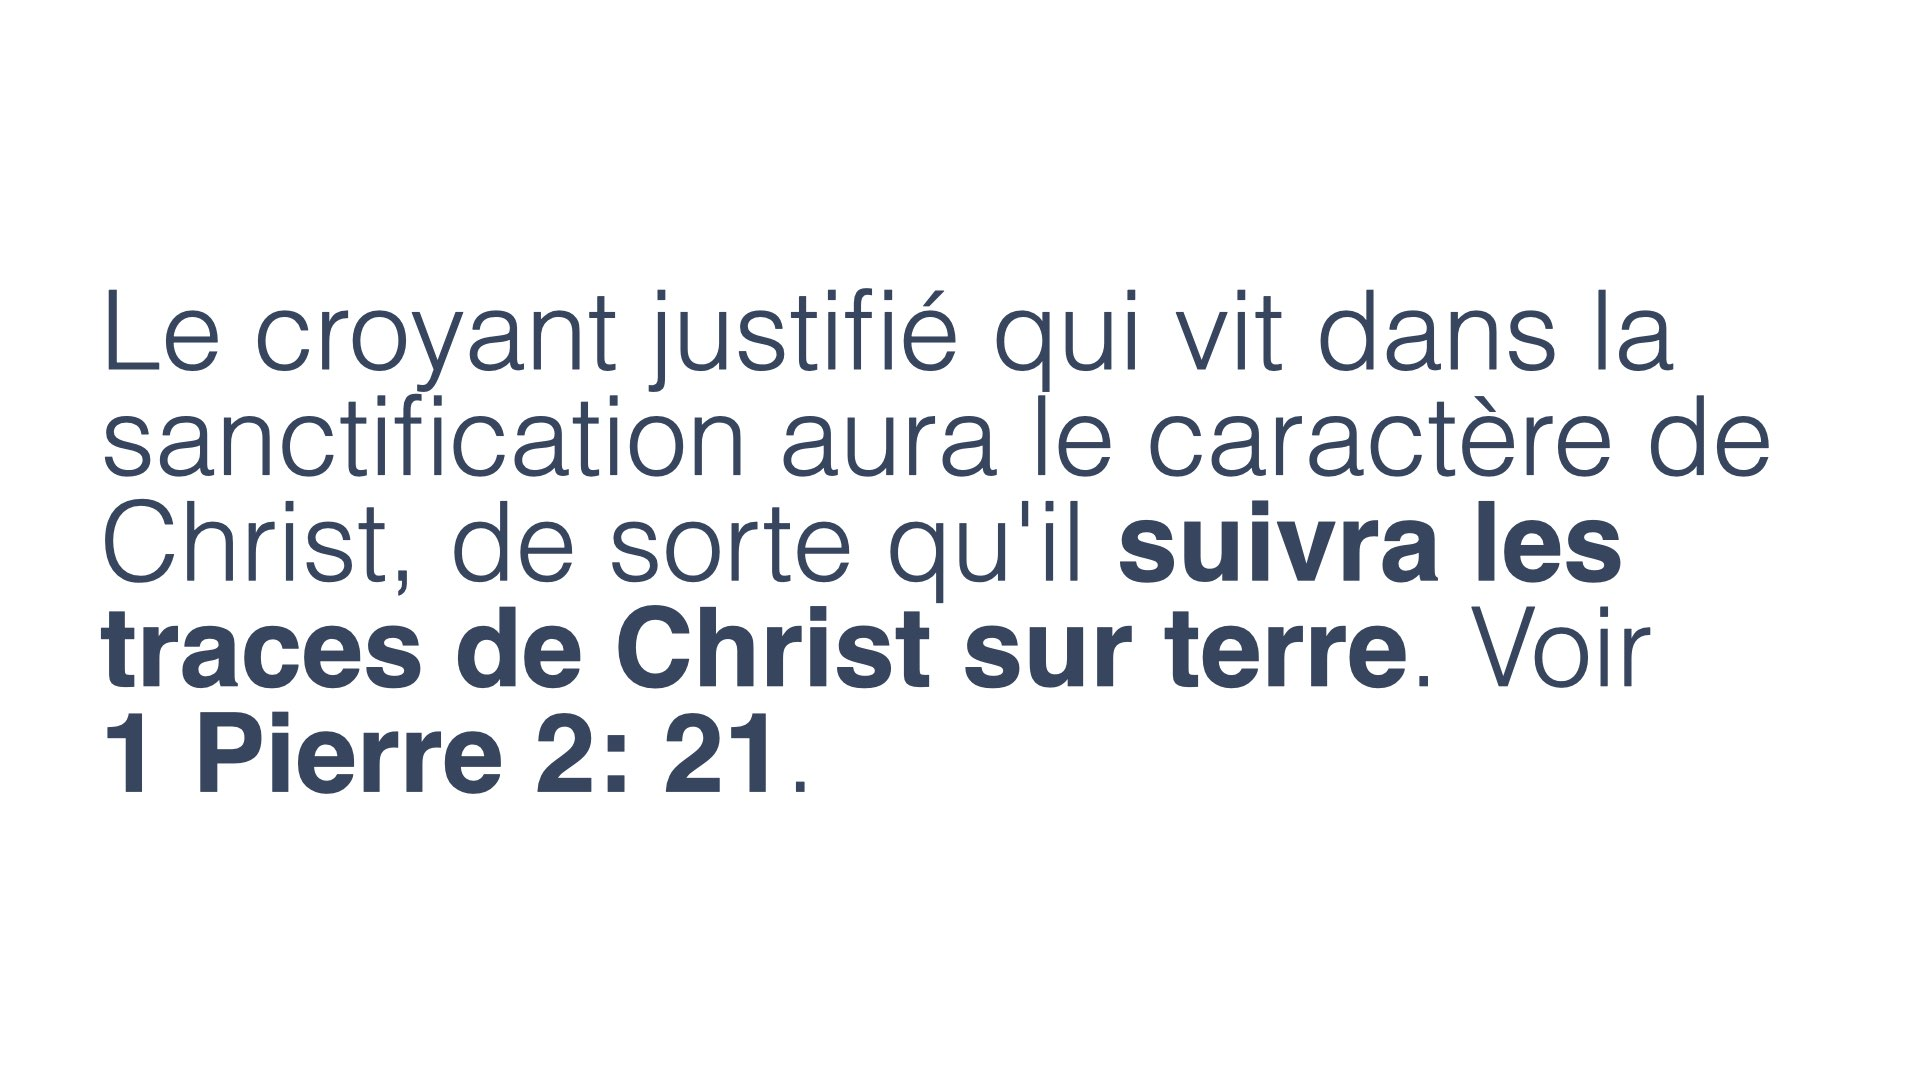 Le croyant justifié qui vit dans la
sanctification aura le caractère de
Christ, de sorte qu'il suivra les
traces de Christ sur terre. Voir
1 Pierre 2: 21.